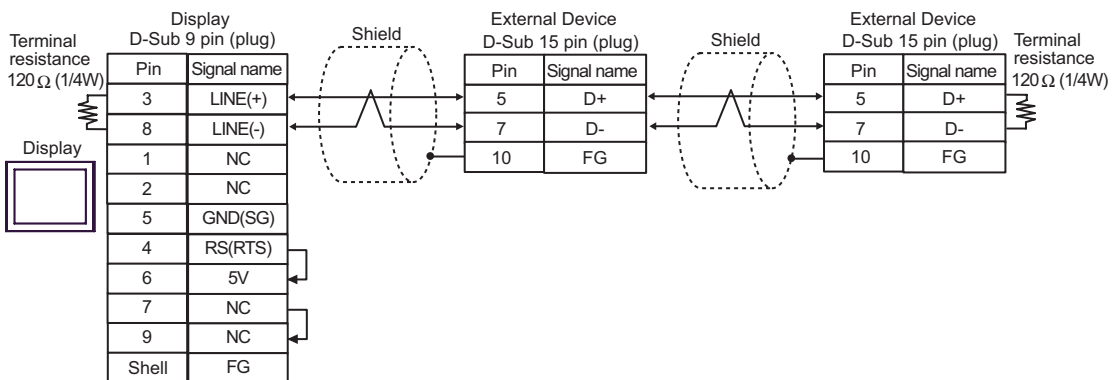 Display
D-Sub 9 pin (plug)
Terminal
resistance
120Ω (1/4W)
Pin Signal name
3 LINE(+)
8 LINE(-)
1 NC
2 NC
5 GND(SG)
4 RS(RTS)
6 5V
7 NC
9 NC
Shell FG
Display
Shield
External Device
D-Sub 15 pin (plug)
Pin Signal name
5 D+
7 D-
10 FG
Shield
External Device
D-Sub 15 pin (plug)
Pin Signal name
5 D+
7 D-
10 FG
Terminal
resistance
120Ω (1/4W)